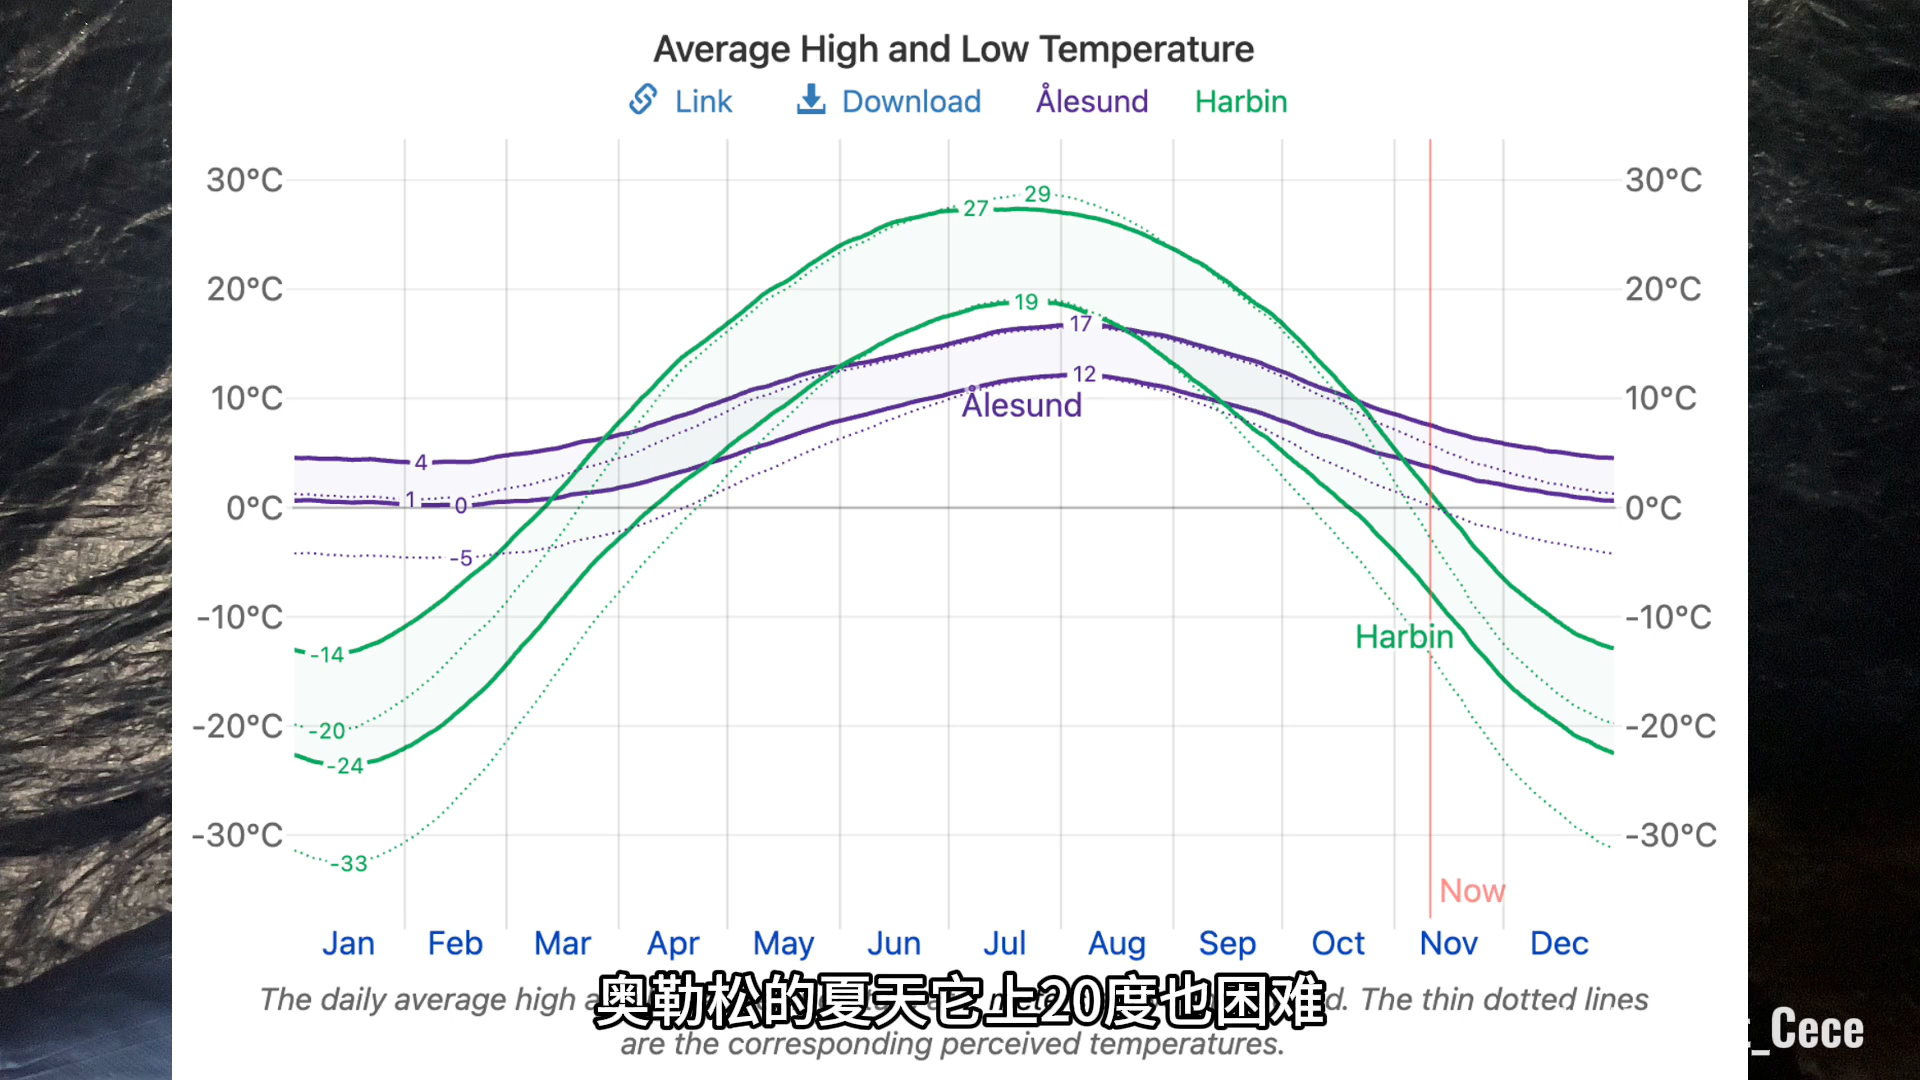 Average High and Low Temperature
Link Download Ålesund Harbin
30°C 30°C
29
27
20°C 20°C
19
17
12
10°C Ålesund 10°C
4
1 0
0°C 0°C
-5
-10°C -10°C
Harbin
-14
-20°C -20 -20°C
-24
-30°C -30°C
-33
Now
Jan Feb Mar Apr May Jun Jul Aug Sep Oct Nov Dec
奥勒松的夏天它上20度也困难
The daily average high The thin dotted lines
are the corresponding perceived temperatures.
_Cece